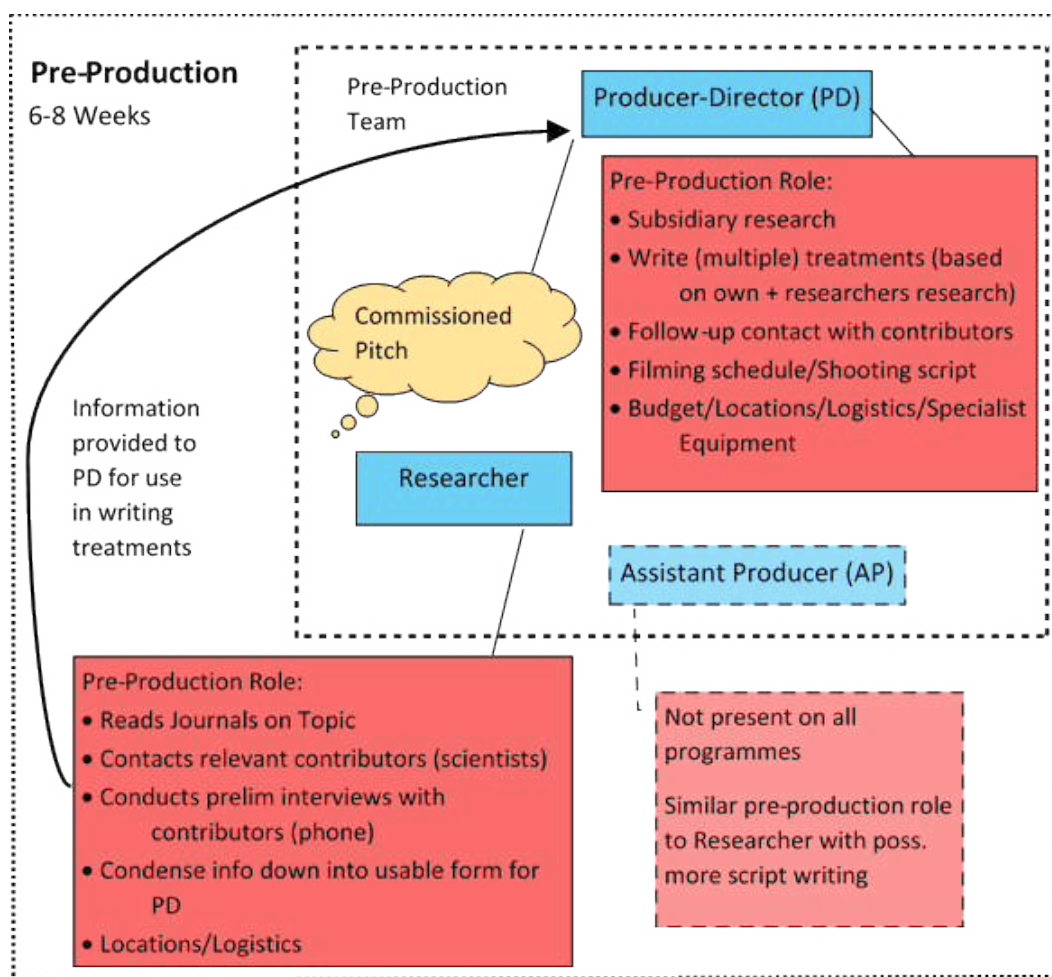 Pre-Production
6-8 Weeks
Pre-Production
Team
Producer-Director (PD)
Pre-Production Role:
• Subsidiary research
• Write (multiple) treatments (based
on own + researchers research)
• Follow-up contact with contributors
• Filming schedule/Shooting script
• Budget/Locations/Logistics/Specialist
Equipment
Commissioned
Pitch
Information
provided to
PD for use
in writing
treatments
Researcher
Assistant Producer (AP)
Pre-Production Role:
• Reads Journals on Topic
• Contacts relevant contributors (scientists)
• Conducts prelim interviews with
contributors (phone)
• Condense info down into usable form for
PD
• Locations/Logistics
Not present on all
programmes
Similar pre-production role
to Researcher with poss.
more script writing